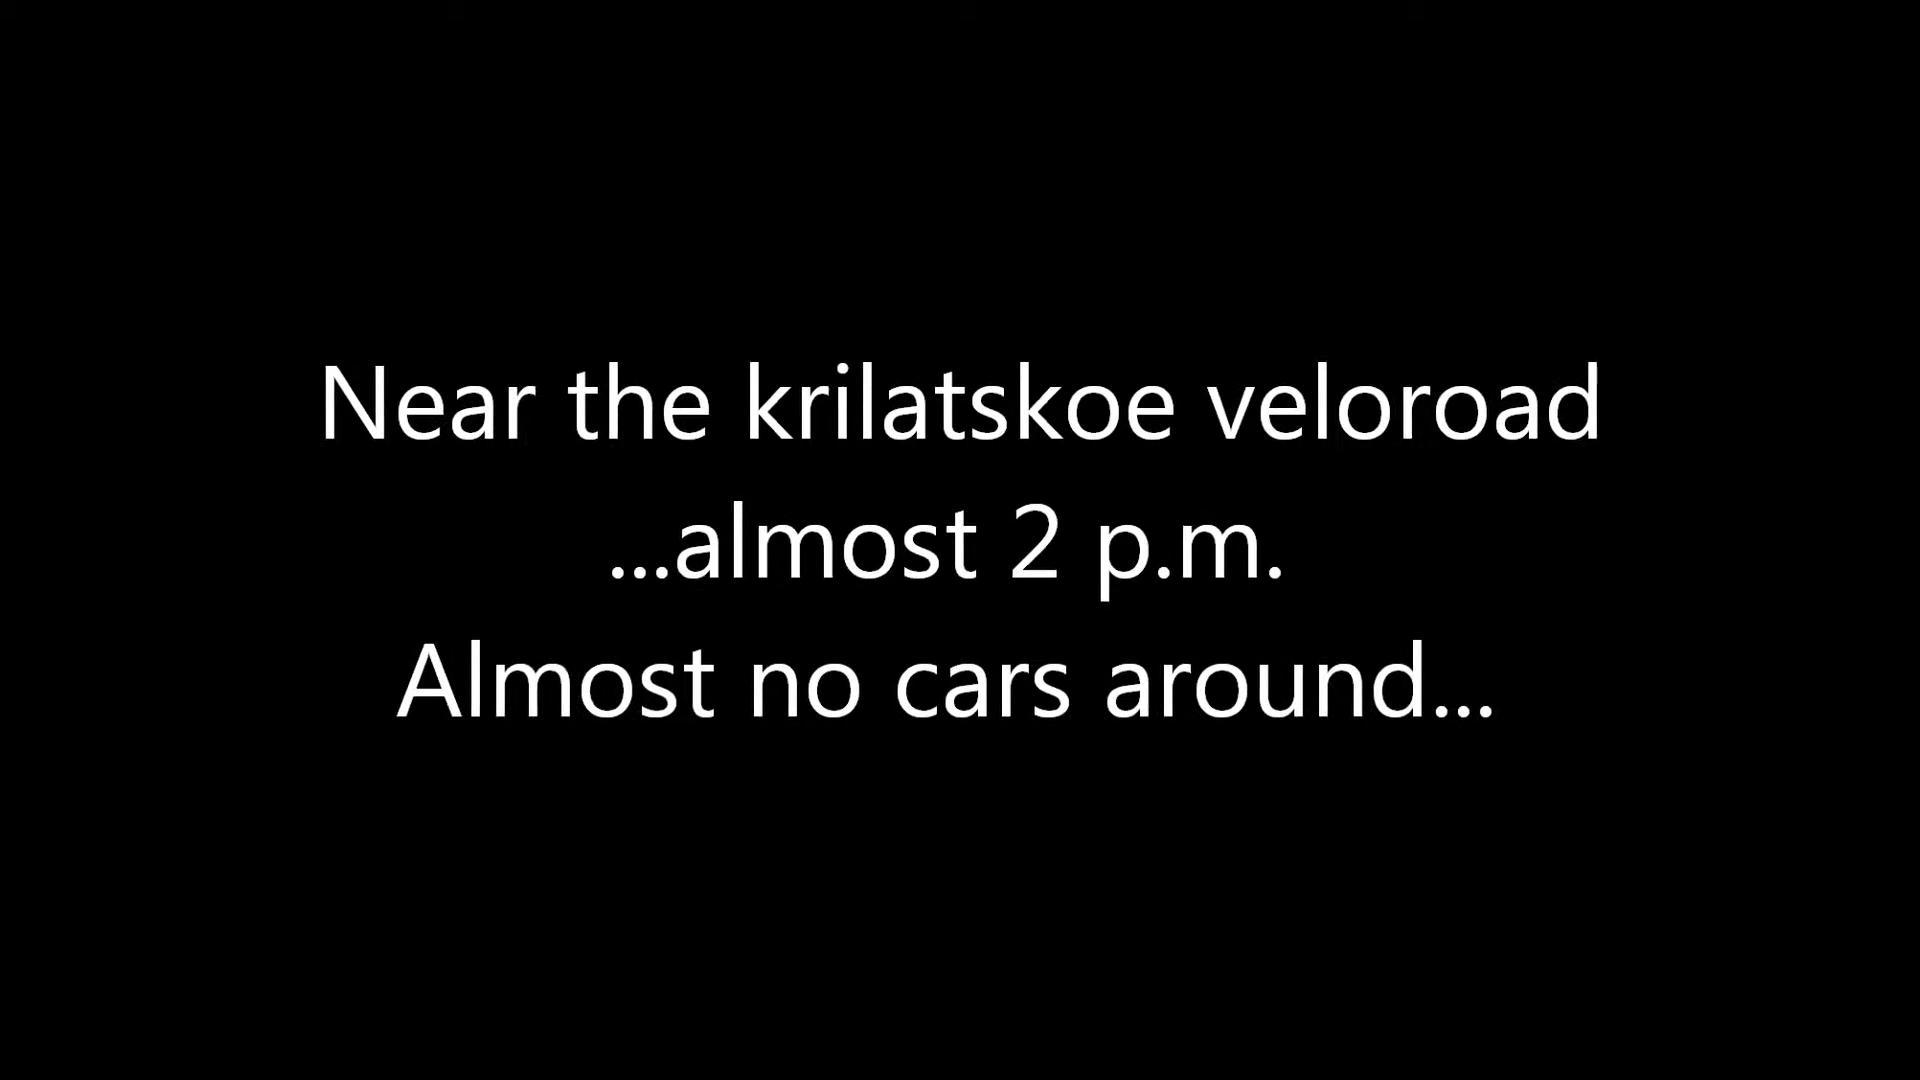 Near the krilatskoe veloroad
...almost 2 p.m.
Almost no cars around...